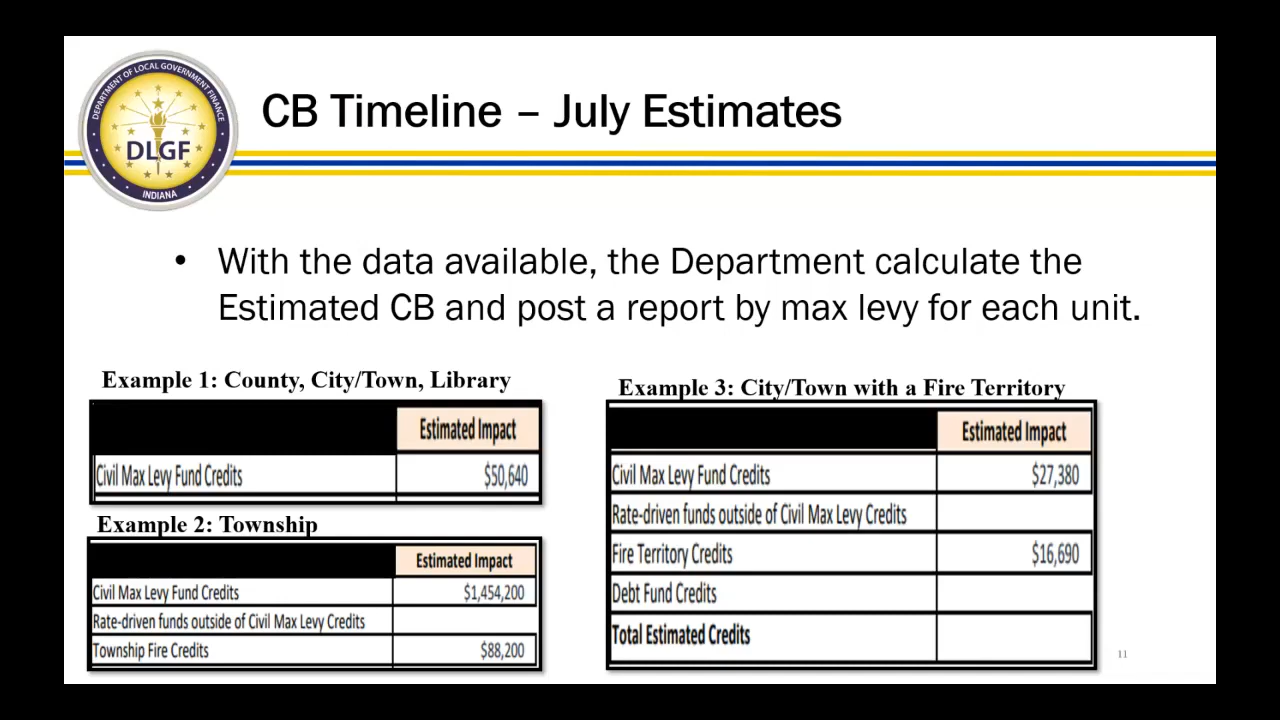 DEPARTMENT OF LOCAL GOVERNMENT FINANCE
DLGF
INDIANA
CB Timeline – July Estimates
• With the data available, the Department calculate the
Estimated CB and post a report by max levy for each unit.
Example 1: County, City/Town, Library
Estimated Impact
Civil Max Levy Fund Credits $50,640
Example 2: Township
Estimated Impact
Civil Max Levy Fund Credits $1,454,200
Rate-driven funds outside of Civil Max Levy Credits
Township Fire Credits $88,200
Example 3: City/Town with a Fire Territory
Estimated Impact
Civil Max Levy Fund Credits $27,380
Rate-driven funds outside of Civil Max Levy Credits
Fire Territory Credits $16,690
Debt Fund Credits
Total Estimated Credits
11